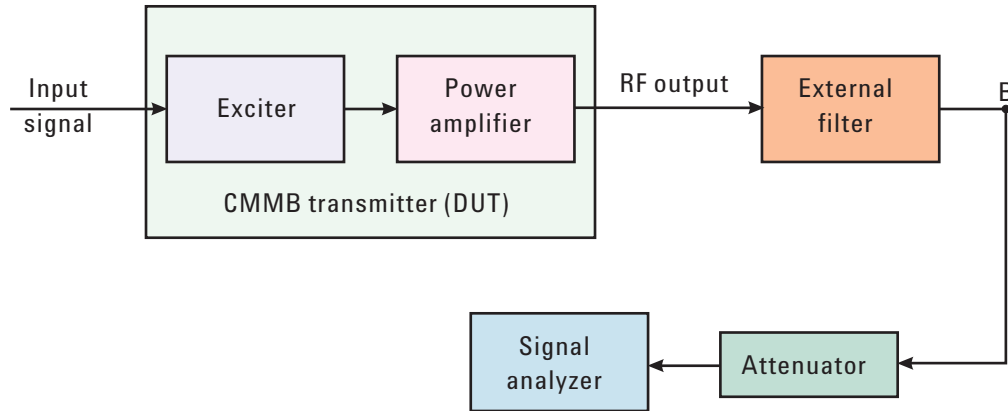 Input
signal
Exciter
Power
amplifier
CMMB transmitter (DUT)
RF output
External
filter
B
Signal
analyzer
Attenuator